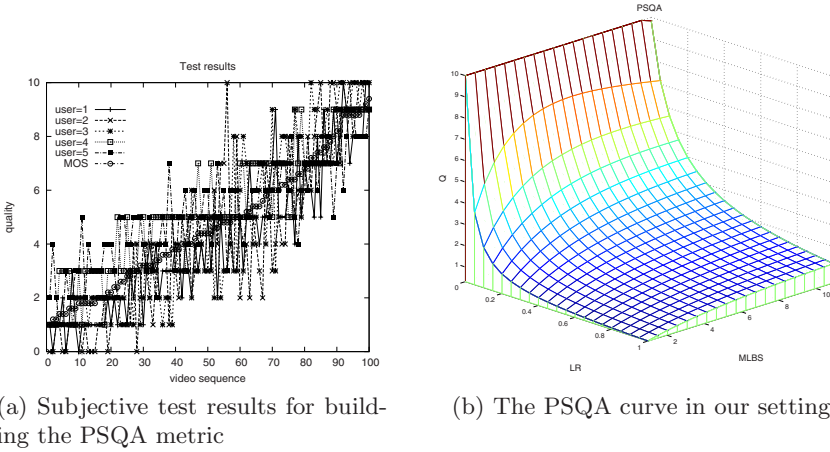 Test results
10
8
6
4
2
0
quality
user=1
user=2
user=3
user=4
user=5
MOS
0 10 20 30 40 50 60 70 80 90 100
video sequence
(a) Subjective test results for build-
ing the PSQA metric
PSQA
10
9
8
7
6
5
4
3
2
1
0
Q
0.2
0.4
0.6
0.8
1
LR
2
4
6
8
10
MLBS
(b) The PSQA curve in our setting